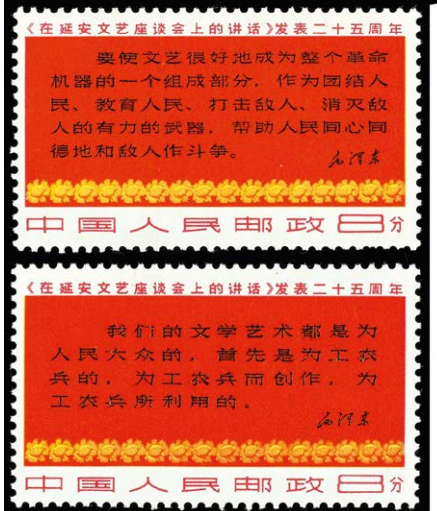 《在延安文艺座谈会上的讲话》发表二十五周年
要使文艺很好地成为整个革命
机器的一个组成部分，作为团结人
民、教育人民、打击敌人、消灭敌
人的有力的武器，帮助人民同心同
德地和敌人作斗争。
毛泽东
中国人民邮政8分
《在延安文艺座谈会上的讲话》发表二十五周年
我们的文学艺术都是为
人民大众的，首先是为工农
兵的，为工农兵而创作，为
工农兵所利用的。
毛泽东
中国人民邮政8分